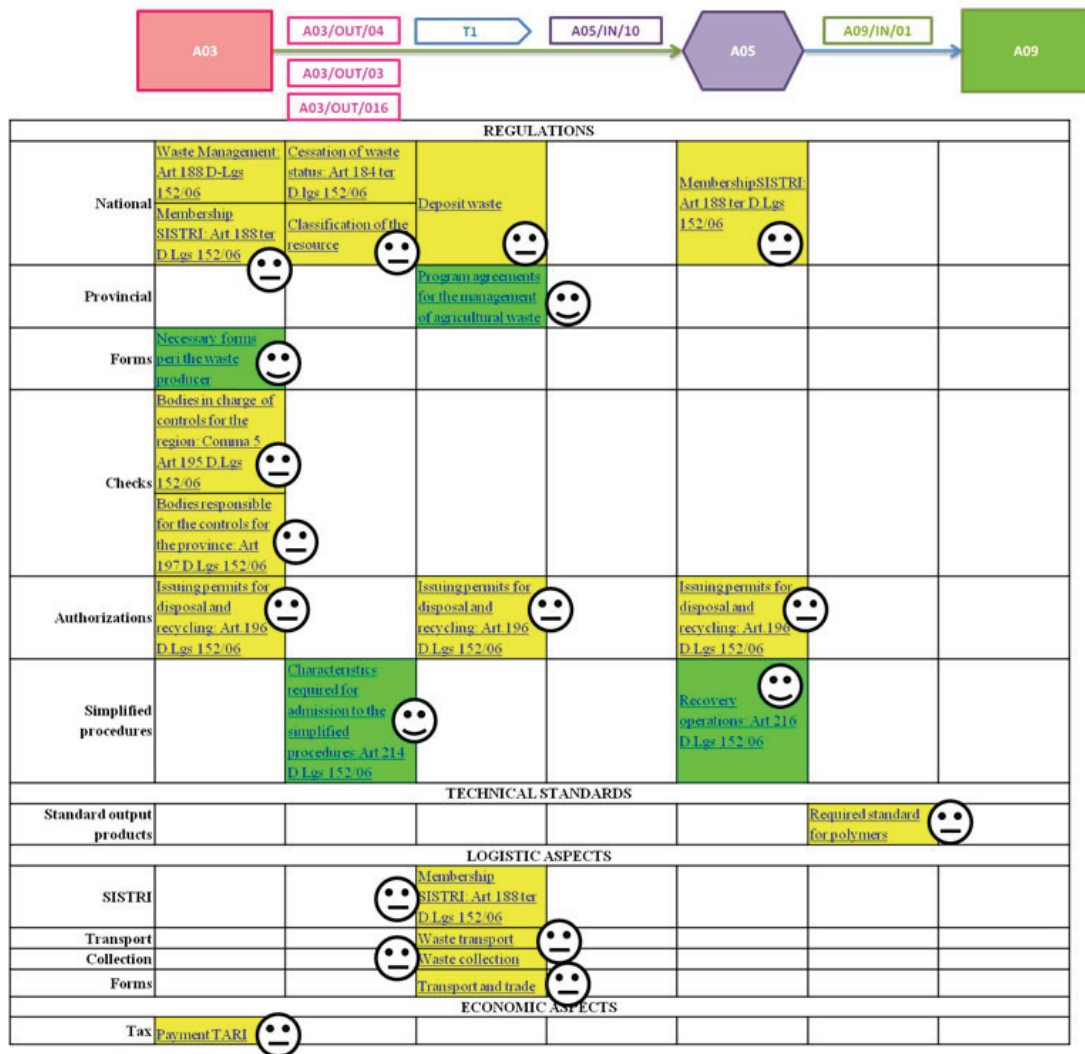 A03
A03/OUT/04
T1
A05/IN/10
A05
A09/IN/01
A09
A03/OUT/03
A03/OUT/016
REGULATIONS
National
Waste Management:
Art 188 D-Lgs
152/06
Membership
SISTRI: Art 188 ter
D.Lgs 152/06
Cessation of waste
status: Art 184 ter
D.lgs 152/06
Classification of the
resource
Deposit waste
MembershipSISTRI:
Art 188 ter D.Lgs
152/06
Provincial
Program agreements
for the management
of agricultural waste
Forms
Necessary forms
peri the waste
producer
Checks
Bodies in charge of
controls for the
region: Comma 5
Art 195 D.Lgs
152/06
Bodies responsible
for the controls for
the province: Art
197 D.Lgs 152/06
Authorizations
Issuing permits for
disposal and
recycling: Art.196
D.Lgs 152/06
Issuing permits for
disposal and
recycling: Art.196
D.Lgs 152/06
Issuing permits for
disposal and
recycling: Art.196
D.Lgs 152/06
Simplified
procedures
Characteristics
required for
admission to the
simplified
procedures: Art 214
D.Lgs 152/06
Recovery
operations: Art 216
D.Lgs 152/06
TECHNICAL STANDARDS
Standard output
products
Required standard
for polymers
LOGISTIC ASPECTS
SISTRI
Membership
SISTRI: Art 188 ter
D.Lgs 152/06
Transport
Waste transport
Collection
Waste collection
Forms
Transport and trade
ECONOMIC ASPECTS
Tax
Payment TARI